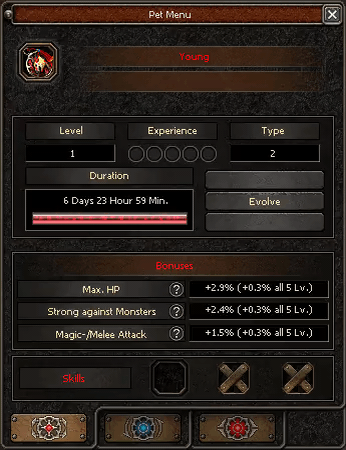 Pet Menu
Young
Level Experience Type
1 2
Duration
6 Days 23 Hour 59 Min.
Evolve
Bonuses
Max. HP ? +2.9% (+0.3% all 5 Lv.)
Strong against Monsters ? +2.4% (+0.3% all 5 Lv.)
Magic-/Melee Attack ? +1.5% (+0.3% all 5 Lv.)
Skills